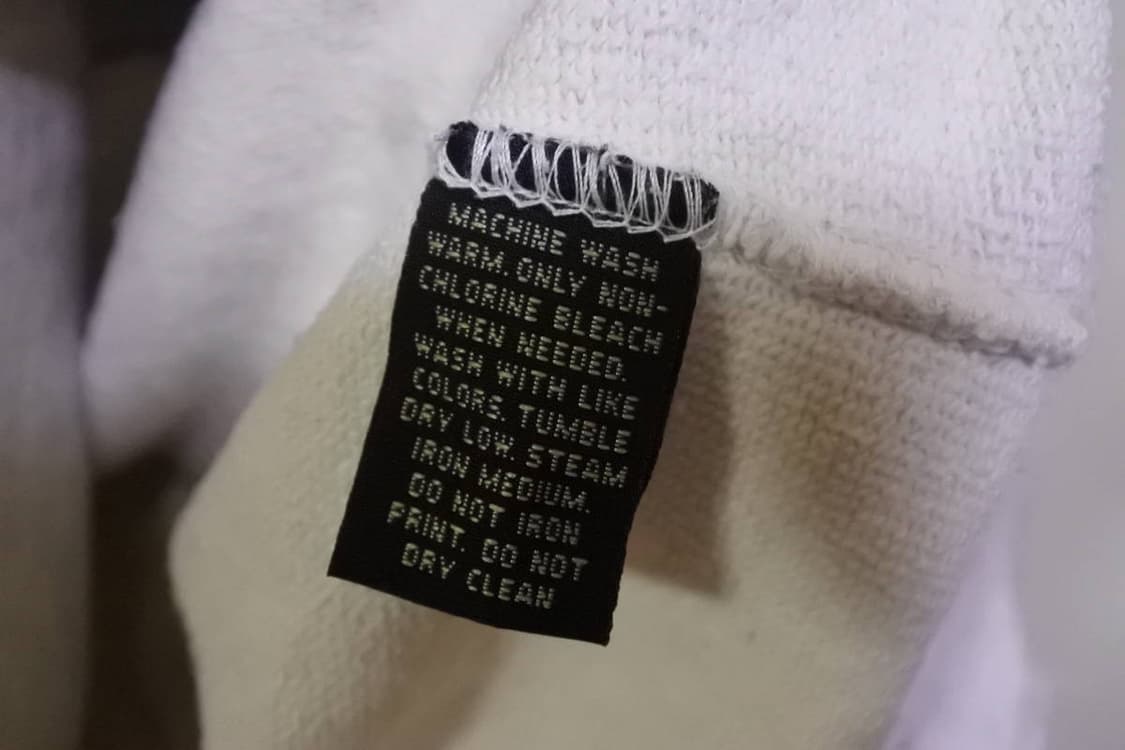 MACHINE WASH
WARM. ONLY NON-
CHLORINE BLEACH
WHEN NEEDED.
WASH WITH LIKE
COLORS. TUMBLE
DRY LOW. STEAM
IRON MEDIUM.
DO NOT IRON
PRINT. DO NOT
DRY CLEAN